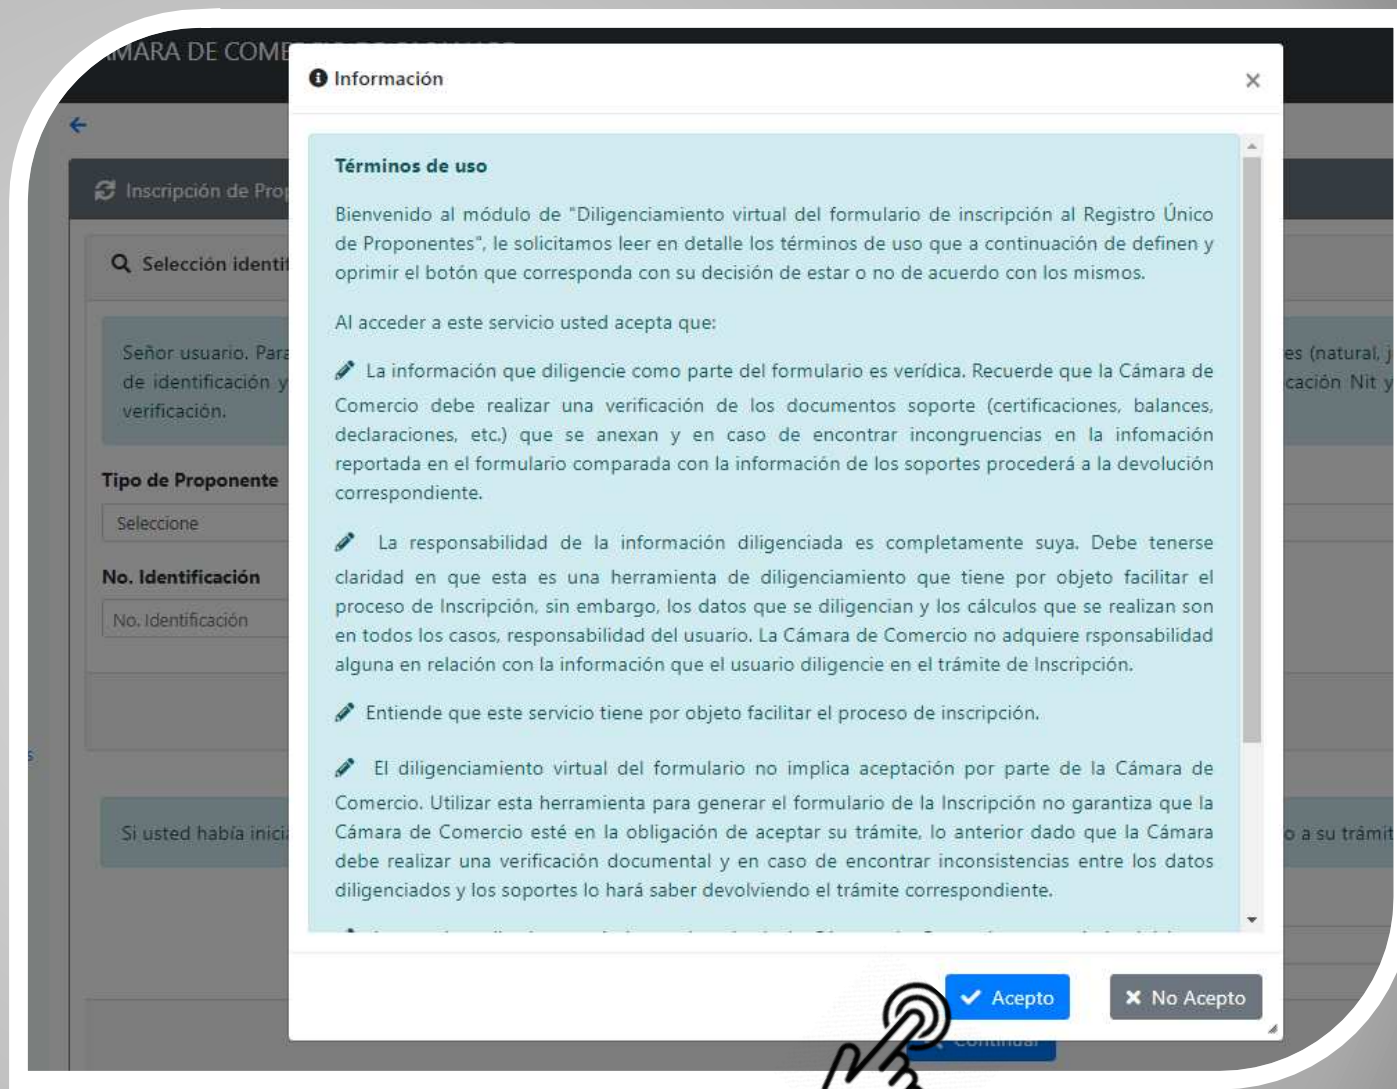 MARA DE COME
Información
×
Inscripción de Prop
Selección identif
Términos de uso
Bienvenido al módulo de "Diligenciamiento virtual del formulario de inscripción al Registro Único
de Proponentes", le solicitamos leer en detalle los términos de uso que a continuación de definen y
oprimir el botón que corresponda con su decisión de estar o no de acuerdo con los mismos.
Al acceder a este servicio usted acepta que:
La información que diligencie como parte del formulario es verídica. Recuerde que la Cámara de
Comercio debe realizar una verificación de los documentos soporte (certificaciones, balances,
declaraciones, etc.) que se anexan y en caso de encontrar incongruencias en la infomación
reportada en el formulario comparada con la información de los soportes procederá a la devolución
correspondiente.
La responsabilidad de la información diligenciada es completamente suya. Debe tenerse
claridad en que esta es una herramienta de diligenciamiento que tiene por objeto facilitar el
proceso de Inscripción, sin embargo, los datos que se diligencian y los cálculos que se realizan son
en todos los casos, responsabilidad del usuario. La Cámara de Comercio no adquiere rsponsabilidad
alguna en relación con la información que el usuario diligencie en el trámite de Inscripción.
Entiende que este servicio tiene por objeto facilitar el proceso de inscripción.
El diligenciamiento virtual del formulario no implica aceptación por parte de la Cámara de
Comercio. Utilizar esta herramienta para generar el formulario de la Inscripción no garantiza que la
Cámara de Comercio esté en la obligación de aceptar su trámite, lo anterior dado que la Cámara
debe realizar una verificación documental y en caso de encontrar inconsistencias entre los datos
diligenciados y los soportes lo hará saber devolviendo el trámite correspondiente.
Señor usuario. Para
de identificación y
verificación.
es (natural, j
cación Nit y
Tipo de Proponente
Seleccione
No. Identificación
No. Identificación
s
Si usted había inicia
o a su trámit
Acepto
No Acepto
Continuar